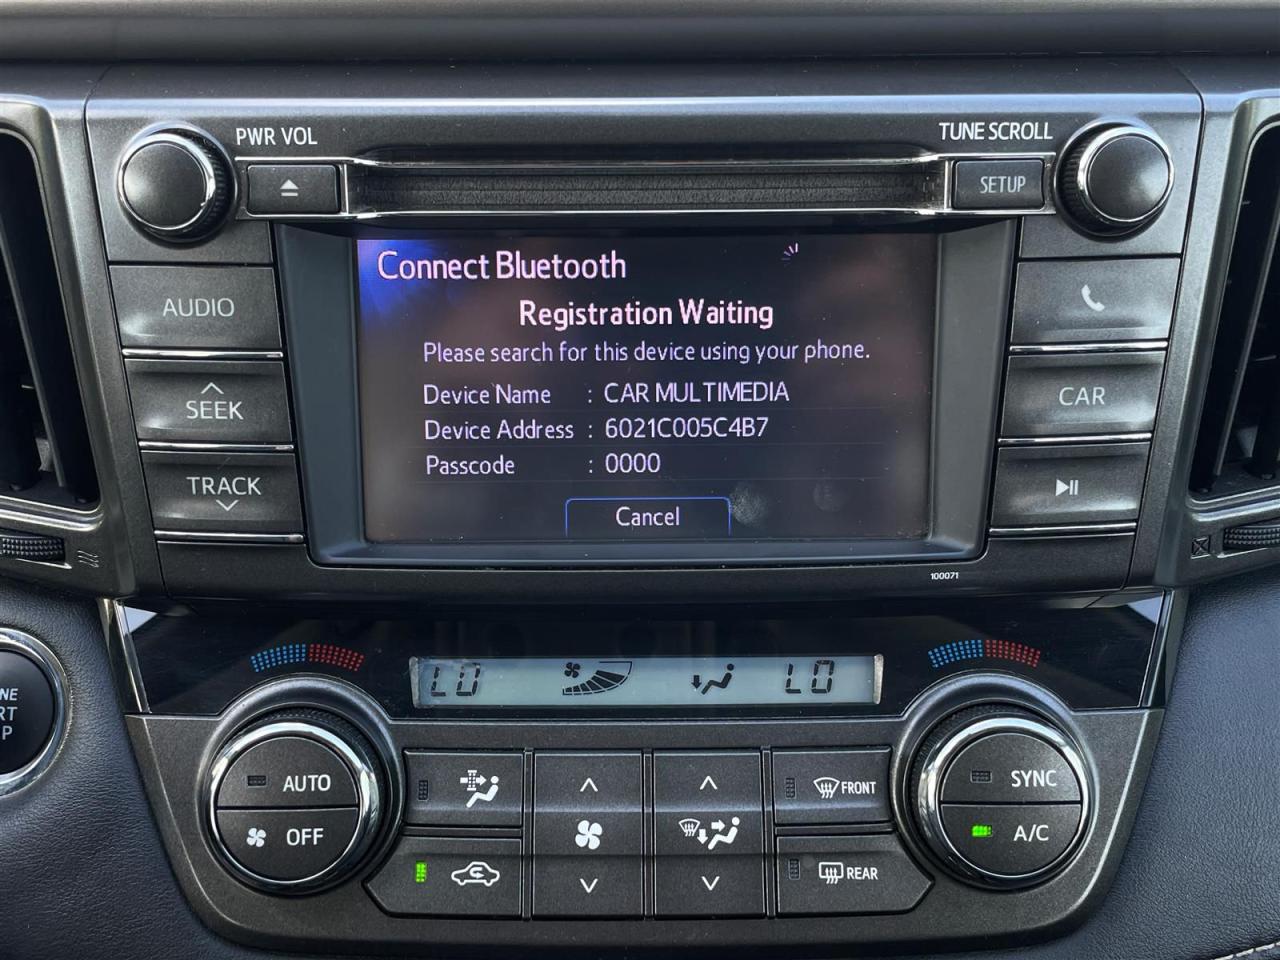 PWR VOL
TUNE SCROLL
SETUP
AUDIO
SEEK
TRACK
CAR
Connect Bluetooth
Registration Waiting
Please search for this device using your phone.
Device Name : CAR MULTIMEDIA
Device Address : 6021C005C4B7
Passcode : 0000
Cancel
100071
LO
LO
AUTO
OFF
FRONT
REAR
SYNC
A/C